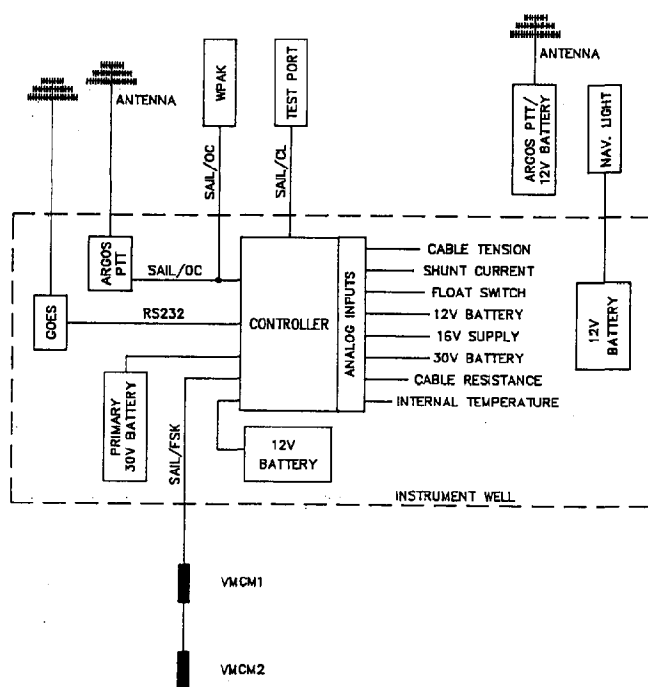 ANTENNA
WPAK
TEST PORT
ANTENNA
ARGOS PTT/
12V BATTERY
NAV. LIGHT
SAIL/OC
SAIL/CL
ARGOS
PTT
SAIL/OC
GOES
RS232
CONTROLLER
ANALOG INPUTS
CABLE TENSION
SHUNT CURRENT
FLOAT SWITCH
12V BATTERY
16V SUPPLY
30V BATTERY
CABLE RESISTANCE
INTERNAL TEMPERATURE
12V
BATTERY
PRIMARY
30V BATTERY
SAIL/FSK
12V
BATTERY
INSTRUMENT WELL
VMCM1
VMCM2